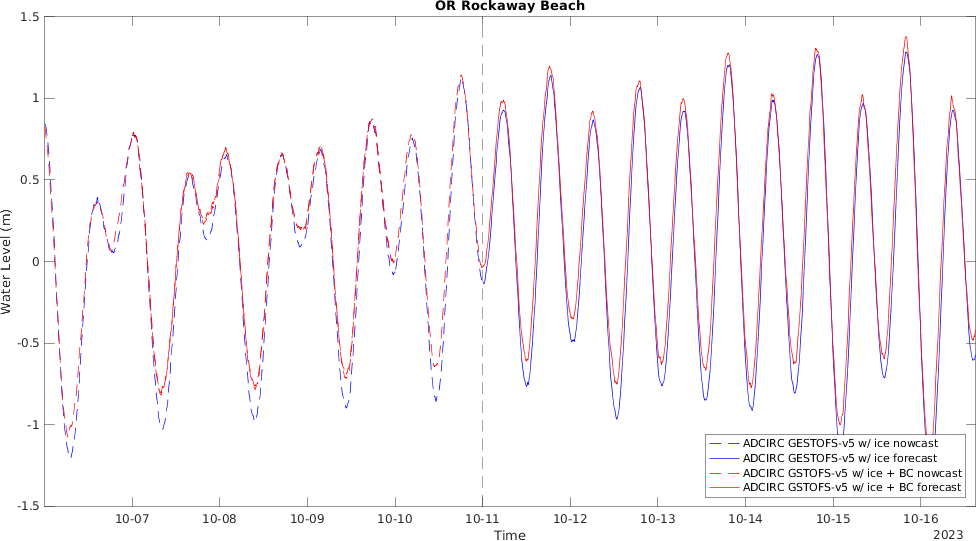 OR Rockaway Beach
Water Level (m)
1.5
1
0.5
0
-0.5
-1
-1.5
ADCIRC GESTOFS-v5 w/ ice nowcast
ADCIRC GESTOFS-v5 w/ ice forecast
ADCIRC GSTOFS-v5 w/ ice + BC nowcast
ADCIRC GSTOFS-v5 w/ ice + BC forecast
10-07 10-08 10-09 10-10 10-11 10-12 10-13 10-14 10-15 10-16
Time
2023